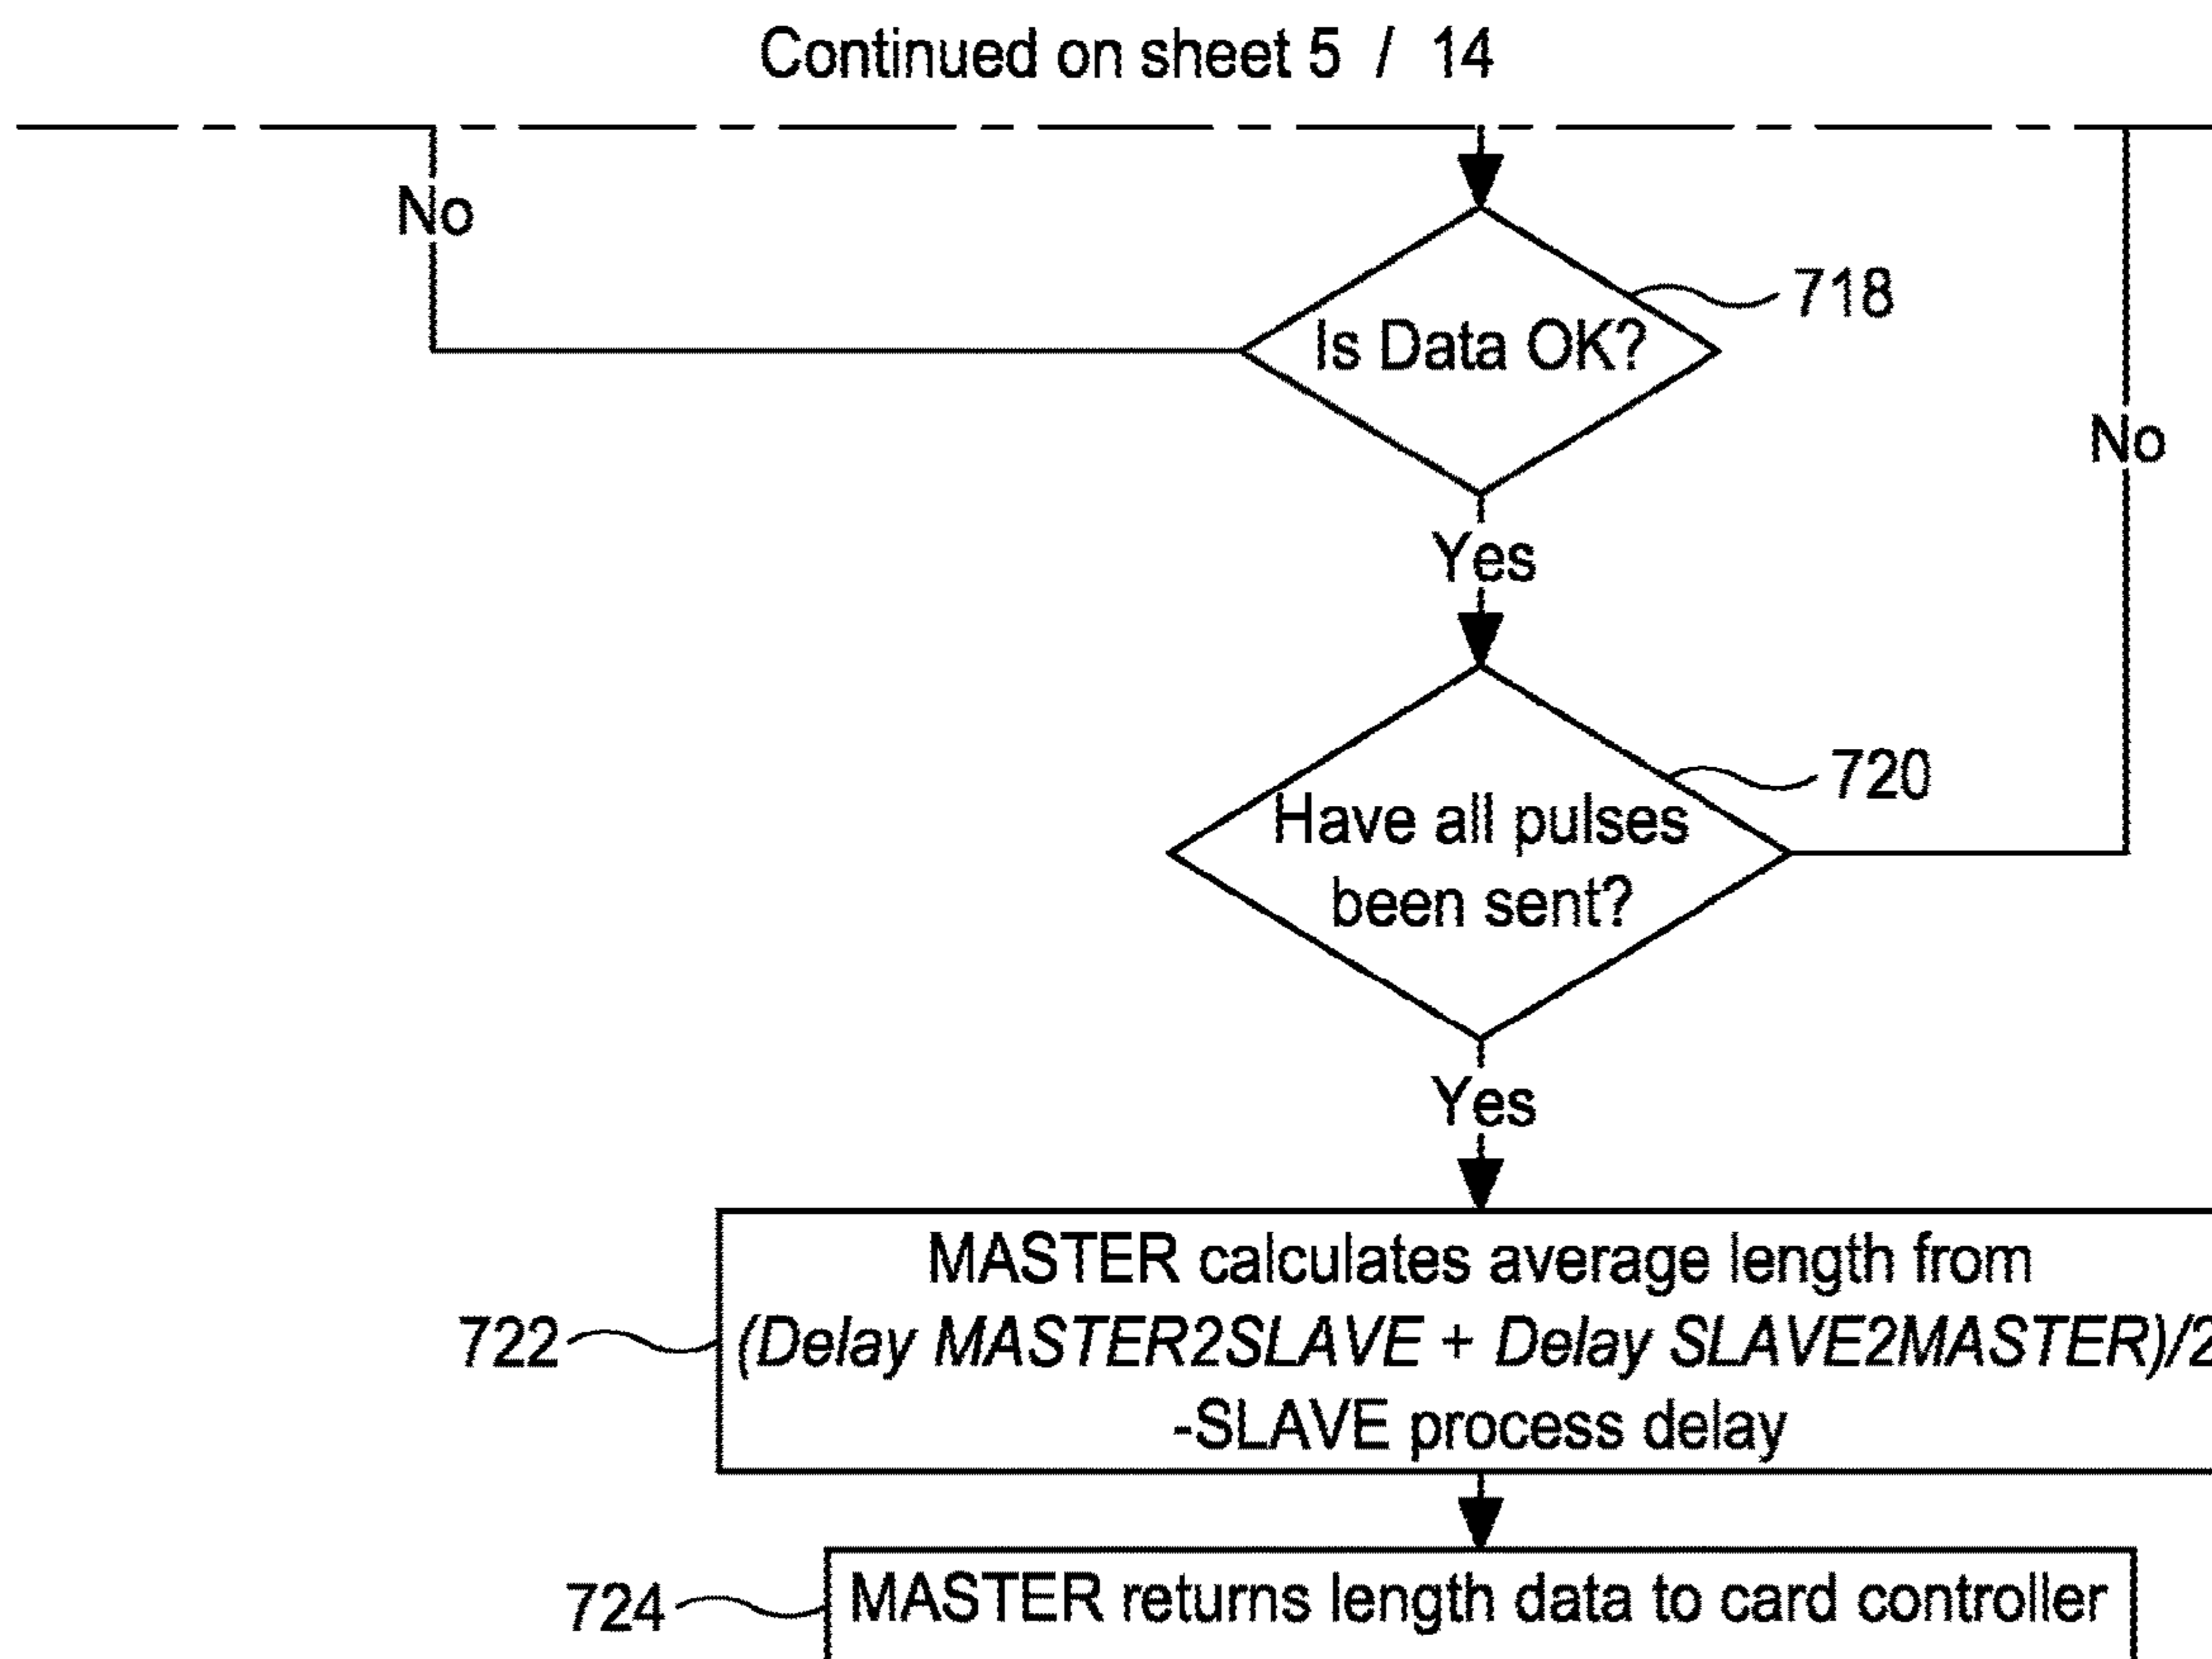 Continued on sheet 5 / 14
No
718
Is Data OK?
No
Yes
720
Have all pulses
been sent?
Yes
MASTER calculates average length from
722
(Delay MASTER2SLAVE + Delay SLAVE2MASTER)/2
-SLAVE process delay
724
MASTER returns length data to card controller